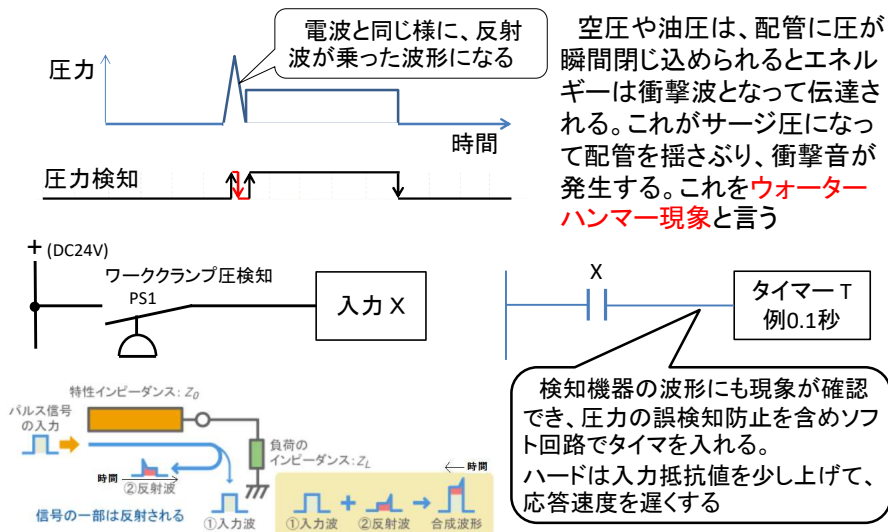 電波と同じ様に、反射
波が乗った波形になる
圧力
時間
圧力検知
空圧や油圧は、配管に圧が
瞬間閉じ込められるとエネル
ギーは衝撃波となって伝達さ
れる。これがサージ圧になっ
て配管を揺さぶり、衝撃音が
発生する。これをウォーター
ハンマー現象と言う
+ (DC24V)
ワーククランプ圧検知
PS1
入力 X
X
タイマー T
例0.1秒
検知機器の波形にも現象が確認
でき、圧力の誤検知防止を含めソフ
ト回路でタイマを入れる。
ハードは入力抵抗値を少し上げて、
応答速度を遅くする
特性インピーダンス: Z0
パルス信号
の入力
負荷の
インピーダンス: ZL
時間
②反射波
信号の一部は反射される
①入力波
時間
①入力波
②反射波
合成波形
+